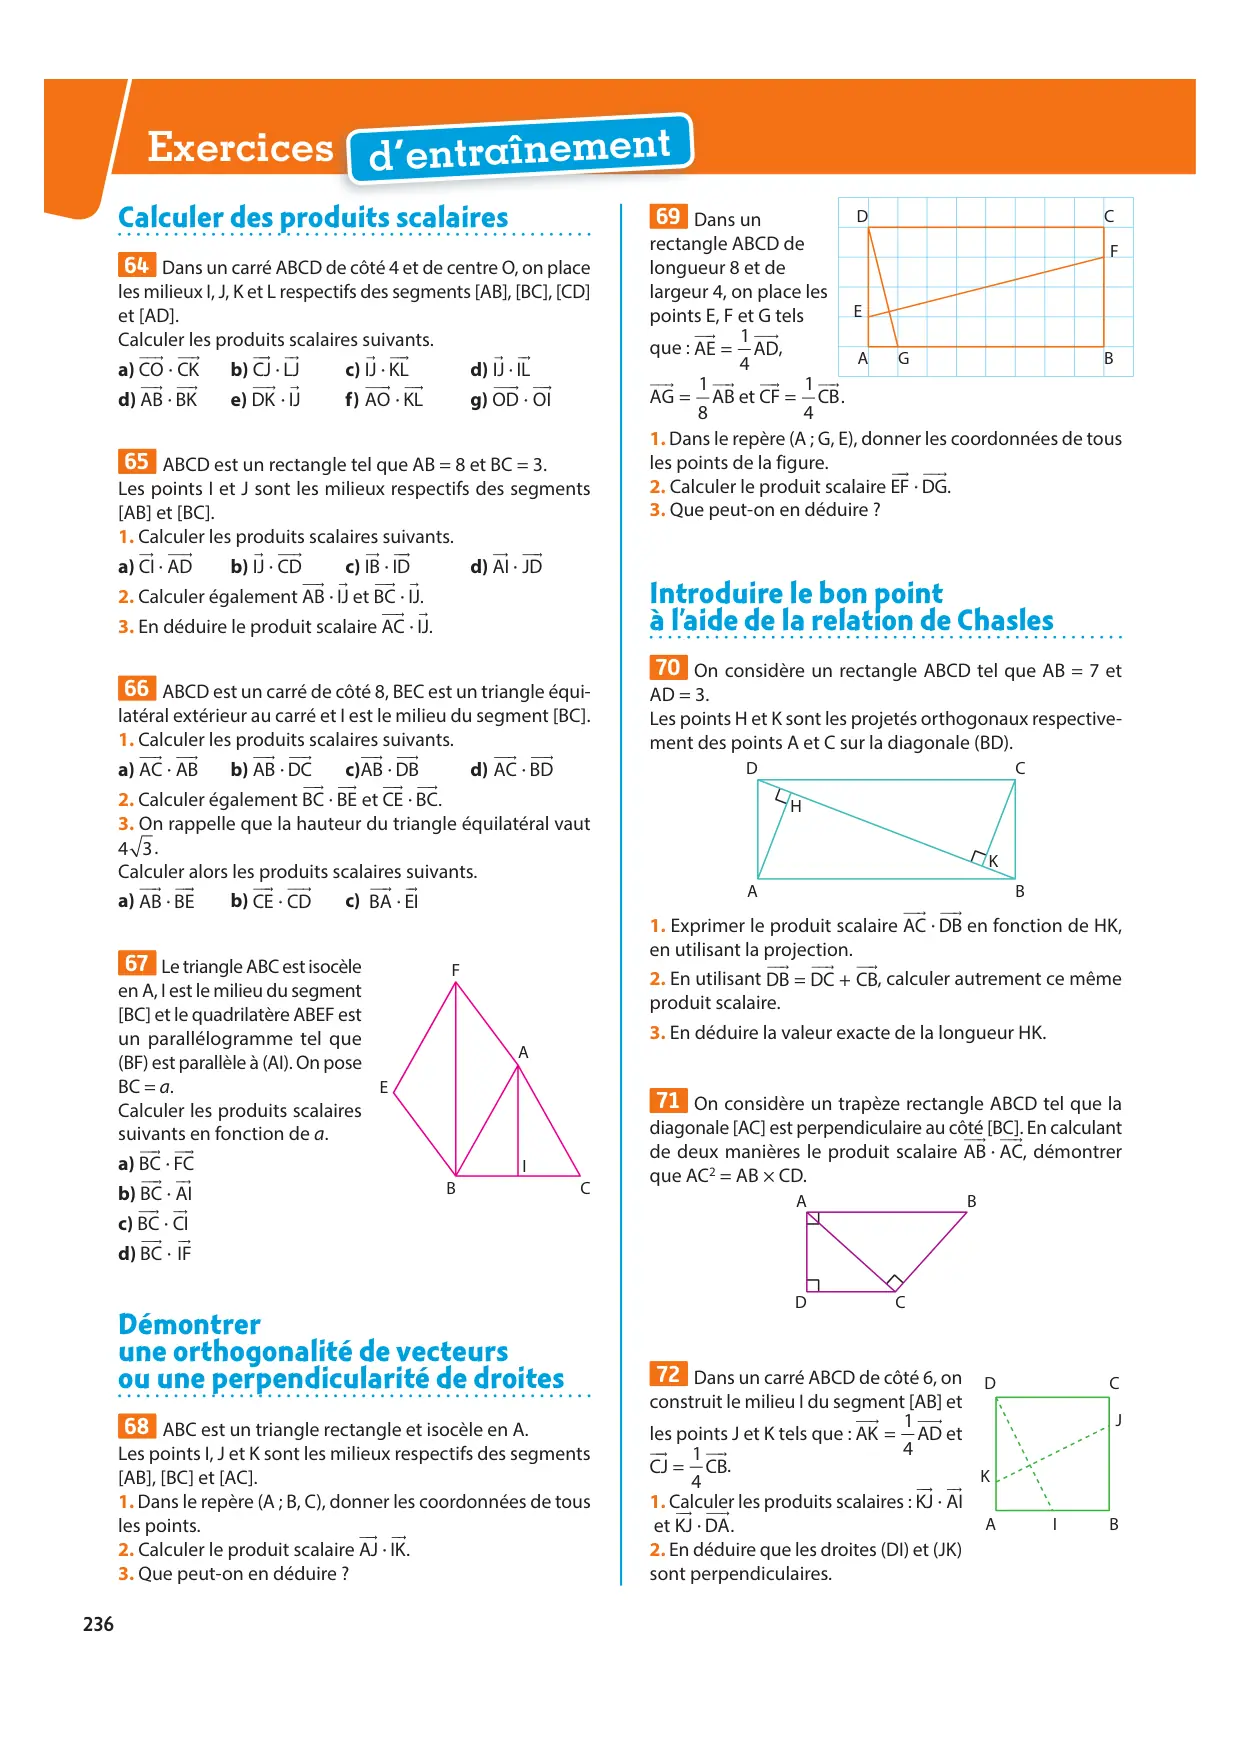 Exercices d'entraînement
Calculer des produits scalaires
64 Dans un carré ABCD de côté 4 et de centre O, on place
les milieux I, J, K et L respectifs des segments [AB], [BC], [CD]
et [AD].
Calculer les produits scalaires suivants.
a) CO · CK b) CJ · LJ c) IJ · KL d) IJ · IL
d) AB · BK e) DK · IJ f) AO · KL g) OD · OI
65 ABCD est un rectangle tel que AB = 8 et BC = 3.
Les points I et J sont les milieux respectifs des segments
[AB] et [BC].
1. Calculer les produits scalaires suivants.
a) CI · AD b) IJ · CD c) IB · ID d) AI · JD
2. Calculer également AB · IJ et BC · IJ.
3. En déduire le produit scalaire AC · IJ.
66 ABCD est un carré de côté 8, BEC est un triangle équi-
latéral extérieur au carré et I est le milieu du segment [BC].
1. Calculer les produits scalaires suivants.
a) AC · AB b) AB · DC c)AB · DB d) AC · BD
2. Calculer également BC · BE et CE · BC.
3. On rappelle que la hauteur du triangle équilatéral vaut
4√3.
Calculer alors les produits scalaires suivants.
a) AB · BE b) CE · CD c) BA · EI
67 Le triangle ABC est isocèle
en A, I est le milieu du segment
[BC] et le quadrilatère ABEF est
un parallélogramme tel que
(BF) est parallèle à (AI). On pose
BC = a.
Calculer les produits scalaires
suivants en fonction de a.
a) BC · FC
b) BC · AI
c) BC · CI
d) BC · IF
F
A
E
I
B C
Démontrer
une orthogonalité de vecteurs
ou une perpendicularité de droites
68 ABC est un triangle rectangle et isocèle en A.
Les points I, J et K sont les milieux respectifs des segments
[AB], [BC] et [AC].
1. Dans le repère (A ; B, C), donner les coordonnées de tous
les points.
2. Calculer le produit scalaire AJ · IK.
3. Que peut-on en déduire ?
69 Dans un
rectangle ABCD de
longueur 8 et de
largeur 4, on place les
points E, F et G tels
que : AE = 1/4 AD,
AG = 1/8 AB et CF = 1/4 CB.
D C
F
E
A G B
1. Dans le repère (A ; G, E), donner les coordonnées de tous
les points de la figure.
2. Calculer le produit scalaire EF · DG.
3. Que peut-on en déduire ?
Introduire le bon point
à l'aide de la relation de Chasles
70 On considère un rectangle ABCD tel que AB = 7 et
AD = 3.
Les points H et K sont les projetés orthogonaux respective-
ment des points A et C sur la diagonale (BD).
D C
H
K
A B
1. Exprimer le produit scalaire AC · DB en fonction de HK,
en utilisant la projection.
2. En utilisant DB = DC + CB, calculer autrement ce même
produit scalaire.
3. En déduire la valeur exacte de la longueur HK.
71 On considère un trapèze rectangle ABCD tel que la
diagonale [AC] est perpendiculaire au côté [BC]. En calculant
de deux manières le produit scalaire AB · AC, démontrer
que AC² = AB × CD.
A B
D C
72 Dans un carré ABCD de côté 6, on
construit le milieu I du segment [AB] et
les points J et K tels que : AK = 1/4 AD et
CJ = 1/4 CB.
1. Calculer les produits scalaires : KJ · AI
et KJ · DA.
2. En déduire que les droites (DI) et (JK)
sont perpendiculaires.
D C
J
K
A I B
236